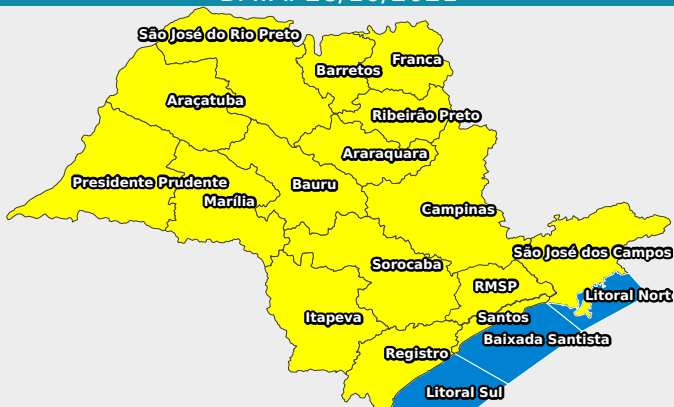 São José do Rio Preto
Franca
Barretos
Araçatuba
Ribeirão Preto
Araraquara
Presidente Prudente
Bauru
Marília
Campinas
São José dos Campos
Sorocaba
RMSP
Litoral Nort
Itapeva
Santos
Baixada Santista
Registro
Litoral Sul